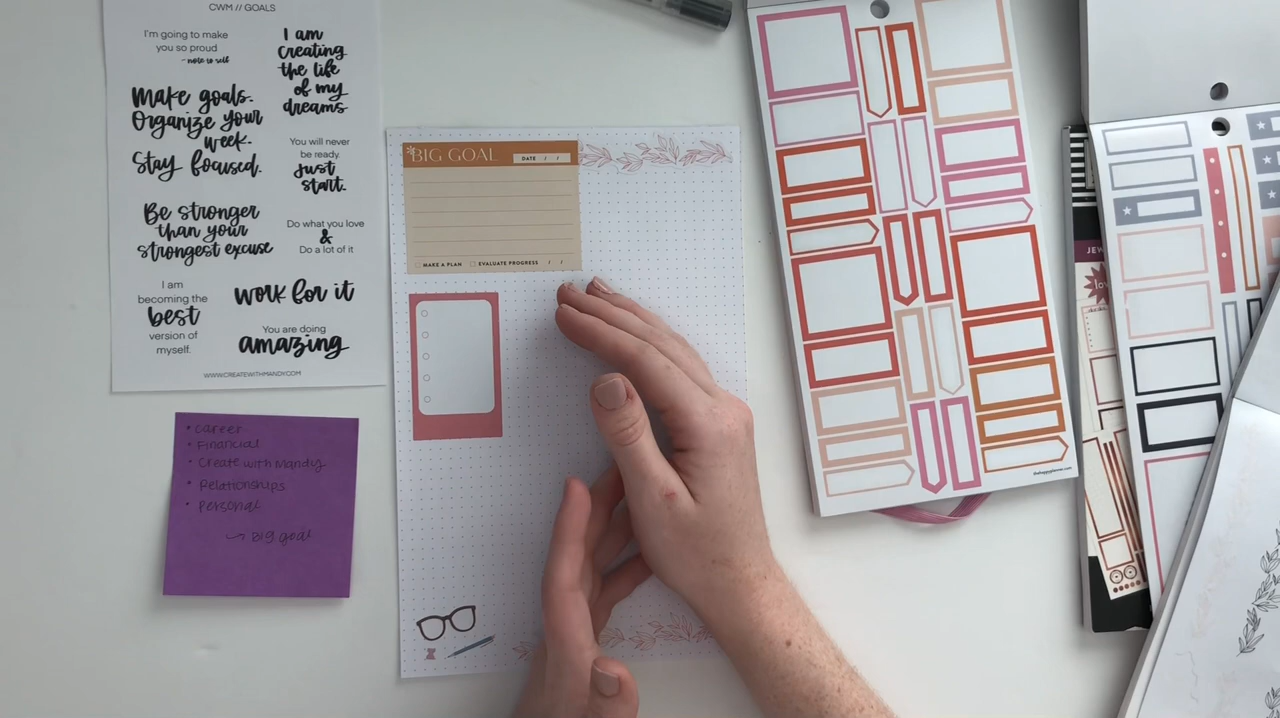 CWM // GOALS
I'm going to make
you so proud
- note to self
I am
creating
the life
of my
dreams
Make goals.
Organize your
week.
Stay focused.
You will never
be ready.
just
start.
Be stronger
than your
strongest excuse
Do what you love
&
Do a lot of it
I am
becoming the
best
version of
myself.
work for it
You are doing
amazing
WWW.CREATEWITHMANDY.COM
• career
• Financial
• Create with Mandy
• Relationships
• Personal
→ Big goal
*BIG GOAL
DATE / /
MAKE A PLAN
EVALUATE PROGRESS / /
thehappyplanner.com